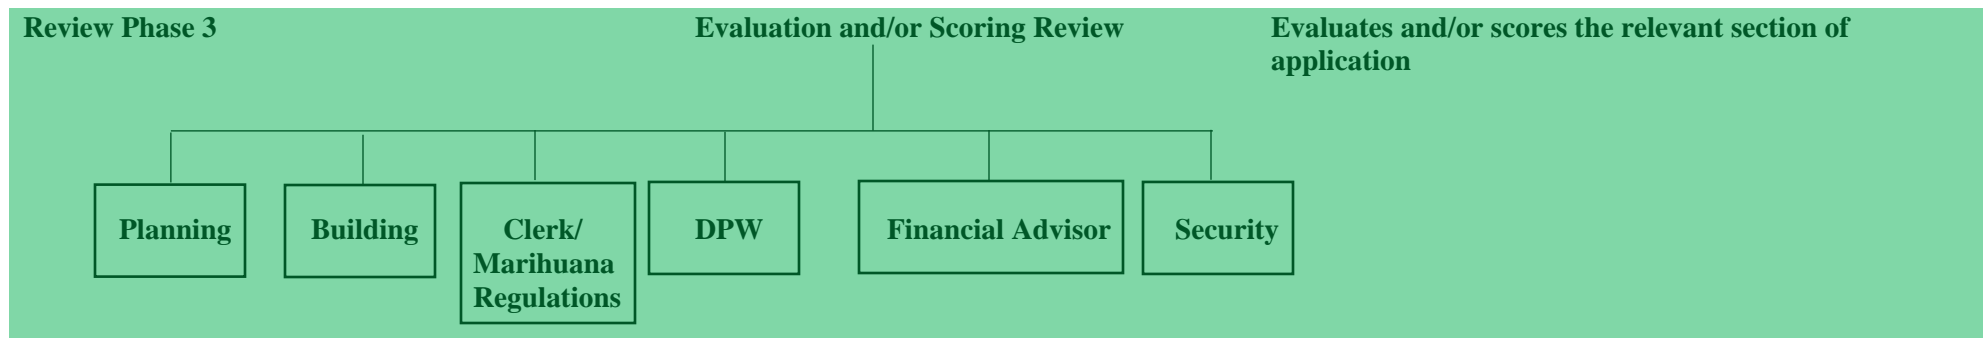 Review Phase 3
Evaluation and/or Scoring Review
Evaluates and/or scores the relevant section of
application
Planning
Building
Clerk/
Marihuana
Regulations
DPW
Financial Advisor
Security